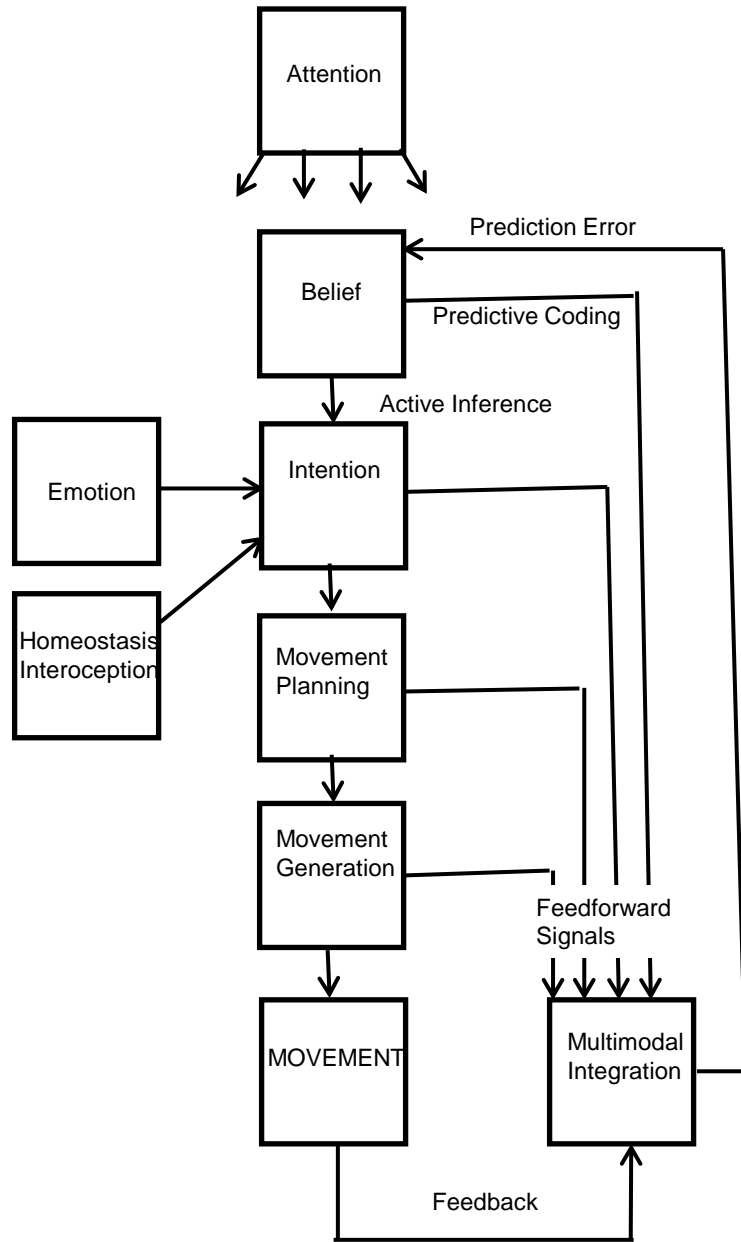 Attention
Prediction Error
Belief
Predictive Coding
Active Inference
Emotion
Intention
Homeostasis
Interoception
Movement
Planning
Movement
Generation
Feedforward
Signals
MOVEMENT
Multimodal
Integration
Feedback